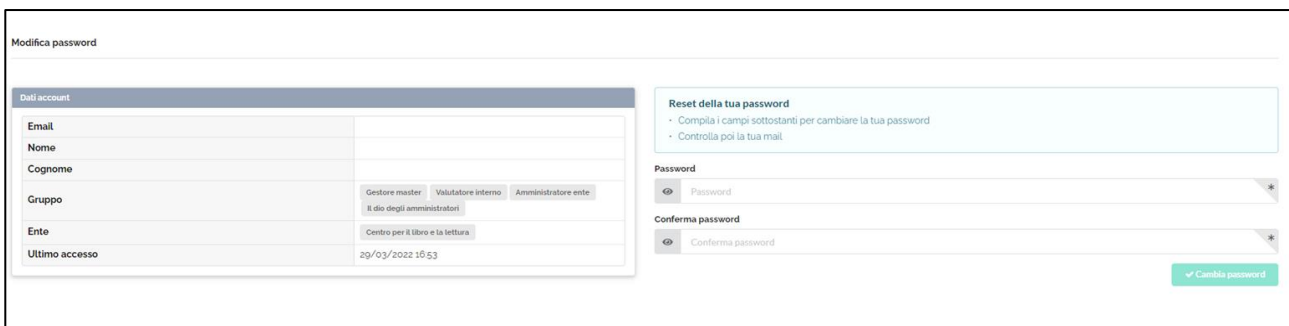 Modifica password
Dati account
Email
Nome
Cognome
Gruppo
Gestore master Valutatore interno Amministratore ente
Il dio degli amministratori
Ente
Centro per il libro e la lettura
Ultimo accesso
29/03/2022 16:53
Reset della tua password
• Compila i campi sottostanti per cambiare la tua password
• Controlla poi la tua mail
Password
Password *
Conferma password
Conferma password *
✔ Cambia password